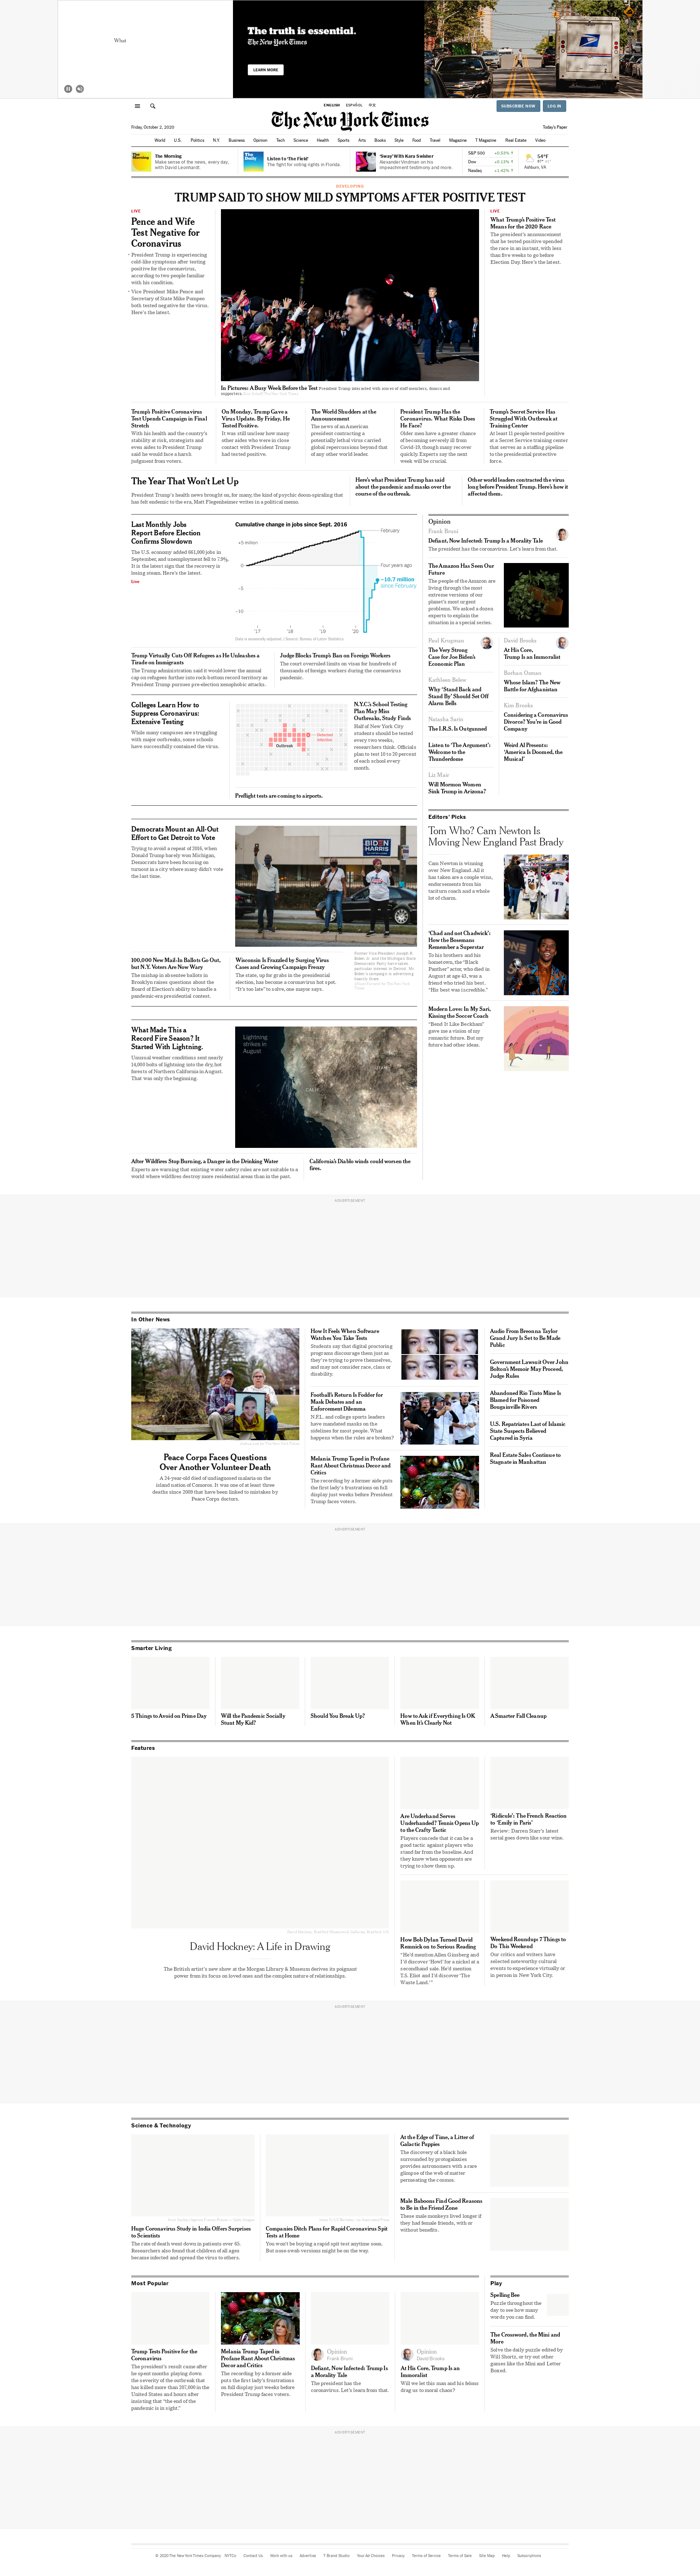 What
The truth is essential.
The New York Times
LEARN MORE
ENGLISH ESPAÑOL 中文
SUBSCRIBE NOW LOG IN
The New York Times
Friday, October 2, 2020
Today's Paper
World U.S. Politics N.Y. Business Opinion Tech Science Health Sports Arts Books Style Food Travel Magazine T Magazine Real Estate Video
The Morning
Make sense of the news, every day,
with David Leonhardt.
Listen to 'The Field'
The fight for voting rights in Florida.
'Sway' With Kara Swisher
Alexander Vindman on his
impeachment testimony and more.
DEVELOPING
TRUMP SAID TO SHOW MILD SYMPTOMS AFTER POSITIVE TEST
LIVE
Pence and Wife
Test Negative for
Coronavirus
• President Trump is experiencing
cold-like symptoms after testing
positive for the coronavirus,
according to two people familiar
with his condition.
• Vice President Mike Pence and
Secretary of State Mike Pompeo
both tested negative for the virus.
Here's the latest.
In Pictures: A Busy Week Before the Test President Trump interacted with scores of staff members, donors and
supporters.
LIVE
What Trump's Positive Test
Means for the 2020 Race
The president's announcement
that he tested positive upended
the race in an instant, with less
than five weeks to go before
Election Day. Here's the latest.
Trump's Positive Coronavirus
Test Upends Campaign in Final
Stretch
With his health and the country's
at risk, strategists and
even aides to President Trump
said he would face a harsh
judgment from voters.
On Monday, Trump Gave a
Virus Update. By Friday, He
Tested Positive.
It was still unclear how many
other aides who were in close
contact with President Trump
had tested positive.
The World Shudders at the
Announcement
The news of an American
president contracting a
potentially lethal virus carried
global repercussions beyond that
of any other world leader.
President Trump Has the
Coronavirus. What Risks Does
He Face?
Older men have a greater chance
of becoming severely ill from
Covid-19, though many recover
quickly. Experts say the next
week will be crucial.
Trump's Secret Service Has
Struggled With Outbreak at
Training Center
At least 11 people tested positive
at a Secret Service training center
that serves as a staffing pipeline
to the presidential protective
force.
The Year That Won't Let Up
President Trump's health news brought on, for many, the kind of psychic doom-spiraling that
has felt endemic to this era, Matt Flegenheimer writes in a political memo.
Here's what President Trump has said
about the pandemic and masks over the
course of the outbreak.
Other world leaders contracted the virus
long before President Trump. Here's how it
affected them.
Last Monthly Jobs
Report Before Election
Confirms Slowdown
The U.S. economy added 661,000 jobs in
September, and unemployment fell to 7.9%.
It is the latest sign that the recovery is
losing steam. Here's the latest.
Live
Cumulative change in jobs since Sept. 2016
February
+5 million
0
Four years ago
−5
−10.7 million
since February
−10
'17 '18 '19 '20
Data is seasonally adjusted. | Source: Bureau of Labor Statistics
Trump Virtually Cuts Off Refugees as He Unleashes a
Tirade on Immigrants
The Trump administration said it would lower the annual
cap on refugees further into rock-bottom territory as President
Trump pursues pre-election xenophobic attacks.
Judge Blocks Trump's Ban on Foreign Workers
The court overruled limits on visas for hundreds of
thousands of foreign workers during the coronavirus
pandemic.
Colleges Learn How to
Suppress Coronavirus:
Extensive Testing
While many campuses are struggling
with major outbreaks, some schools
have successfully contained the virus.
Outbreak
Detected
infection
N.Y.C.'s School Testing
Plan May Miss
Outbreaks, Study Finds
Half of New York City
students should be tested
every two weeks,
researchers think. Officials
plan to test 10 to 20 percent
of each school every
month.
Preflight tests are coming to airports.
Democrats Mount an All-Out
Effort to Get Detroit to Vote
Trying to avoid a repeat of 2016, when
Donald Trump barely won Michigan,
Democrats have been focusing on
turnout in a city where many didn't vote
the last time.
BIDEN
HARRIS
100,000 New Mail-In Ballots Go Out,
but N.Y. Voters Are Now Wary
The mishap in absentee ballots in
Brooklyn raises questions about the
Board of Election's ability to handle a
pandemic-era presidential contest.
Wisconsin Is Frazzled by Surging Virus
Cases and Growing Campaign Frenzy
The state, up for grabs in the presidential
election, has become a coronavirus hot spot.
"It's too late" to solve, one mayor says.
What Made This a
Record Fire Season? It
Started With Lightning.
Unusual weather conditions sent nearly
14,000 bolts of lightning into the dry, hot
forests of Northern California in August.
That was only the beginning.
Lightning
strikes in
August
After Wildfires Stop Burning, a Danger in the Drinking Water
Experts are warning that existing water safety rules are not suitable to a
world where wildfires destroy more residential areas than in the past.
California's Diablo winds could worsen the
fires.
Opinion
Frank Bruni
Defiant, Now Infected: Trump Is a Morality Tale
The president has the coronavirus. Let's learn from that.
The Amazon Has Seen Our
Future
The people of the Amazon are
living through the most
extreme versions of our
planet's most urgent
problems. We asked a dozen
experts to explain the
situation in a special series.
Paul Krugman
The Very Strong
Case for Joe Biden's
Economic Plan
David Brooks
At His Core,
Trump Is an Immoralist
Kathleen Belew
Why 'Stand Back and
Stand By' Should Set Off
Alarm Bells
Whose Islam? The New
Battle for Afghanistan
Natasha Sarin
The I.R.S. Is Outgunned
Kim Brooks
Considering a Coronavirus
Divorce? You're in Good
Company
Listen to 'The Argument':
Welcome to the
Thunderdome
Weird Al Presents:
'America Is Doomed, the
Musical'
Liz Mair
Will Mormon Women
Sink Trump in Arizona?
Editors' Picks
Tom Who? Cam Newton Is
Moving New England Past Brady
Cam Newton is winning
over New England. All it
has taken are a couple wins,
endorsements from his
taciturn coach and a whole
lot of charm.
'Chad and not Chadwick':
How the Bosemans
Remember a Superstar
To his brothers and his
hometown, the "Black
Panther" actor, who died in
August at age 43, was a
friend who tried his best.
"His best was incredible."
Modern Love: In My Sari,
Kissing the Soccer Coach
"Bend It Like Beckham"
gave me a vision of my
romantic future. But my
future had other ideas.
ADVERTISEMENT
In Other News
Peace Corps Faces Questions
Over Another Volunteer Death
A 24-year-old died of undiagnosed malaria on the
island nation of Comoros. It was one of at least three
deaths since 2009 that have been linked to mistakes by
Peace Corps doctors.
How It Feels When Software
Watches You Take Tests
Students say that digital proctoring
programs discourage them just as
they're trying to prove themselves,
and may not consider race, class or
disability.
Football's Return Is Fodder for
Mask Debates and an
Enforcement Dilemma
N.F.L. and college sports leaders
have mandated masks on the
sidelines for most people. What
happens when the rules are broken?
Melania Trump Taped in Profane
Rant About Christmas Decor and
Critics
The recording by a former aide puts
the first lady's frustrations on full
display just weeks before President
Trump faces voters.
Audio From Breonna Taylor
Grand Jury Is Set to Be Made
Public
Government Lawsuit Over John
Bolton's Memoir May Proceed,
Judge Rules
Abandoned Rio Tinto Mine Is
Blamed for Poisoned
Bougainville Rivers
U.S. Repatriates Last of Islamic
State Suspects Believed
Captured in Syria
Real Estate Sales Continue to
Stagnate in Manhattan
ADVERTISEMENT
Smarter Living
5 Things to Avoid on Prime Day
Will the Pandemic Socially
Stunt My Kid?
Should You Break Up?
How to Ask if Everything Is OK
When It's Clearly Not
A Smarter Fall Cleanup
Features
David Hockney: A Life in Drawing
The British artist's new show at the Morgan Library & Museum derives its poignant
power from its focus on loved ones and the complex nature of relationships.
Are Underhand Serves
Underhanded? Tennis Opens Up
to the Crafty Tactic
Players concede that it can be a
good tactic against players who
stand far from the baseline. And
they know when opponents are
trying to show them up.
'Ridicule': The French Reaction
to 'Emily in Paris'
Review: Darren Starr's latest
serial goes down like sour wine.
How Bob Dylan Turned David
Remnick on to Serious Reading
"He'd mention Allen Ginsberg and
I'd discover 'Howl' for a nickel at a
secondhand sale. He'd mention
T.S. Eliot and I'd discover 'The
Waste Land.'"
Weekend Roundup: 7 Things to
Do This Weekend
Our critics and writers have
selected noteworthy cultural
events to experience virtually or
in person in New York City.
ADVERTISEMENT
Science & Technology
Huge Coronavirus Study in India Offers Surprises
to Scientists
The rate of death went down in patients over 65.
Researchers also found that children of all ages
became infected and spread the virus to others.
Companies Ditch Plans for Rapid Coronavirus Spit
Tests at Home
You won't be buying a rapid spit test anytime soon.
But more-swab versions might be on the way.
At the Edge of Time, a Litter of
Galactic Puppies
The discovery of a black hole
surrounded by protogalaxies
provides astronomers with a rare
glimpse of the web of matter
permeating the cosmos.
Male Baboons Find Good Reasons
to Be in the Friend Zone
These male monkeys lived longer if
they had female friends, with or
without benefits.
Most Popular
Trump Tests Positive for the
Coronavirus
The president's result came after
he spent months playing down
the severity of the outbreak that
has killed more than 207,000 in the
United States and hours after
insisting that "the end of the
pandemic is in sight."
Melania Trump Taped in
Profane Rant About Christmas
Decor and Critics
The recording by a former aide
puts the first lady's frustrations
on full display just weeks before
President Trump faces voters.
Opinion
Frank Bruni
Defiant, Now Infected: Trump Is
a Morality Tale
The president has the
coronavirus. Let's learn from that.
Opinion
David Brooks
At His Core, Trump Is an
Immoralist
Will we let this man and his felons
drag us to moral chaos?
Play
Spelling Bee
Puzzle throughout the
day to see how many
words you can find.
The Crossword, the Mini and
More
Solve the daily puzzle edited by
Will Shortz, or try out other
games like the Mini and Letter
Boxed.
ADVERTISEMENT
© 2020 The New York Times Company NYTCo Contact Us Work with us Advertise T Brand Studio Your Ad Choices Privacy Terms of Service Terms of Sale Site Map Help Subscriptions